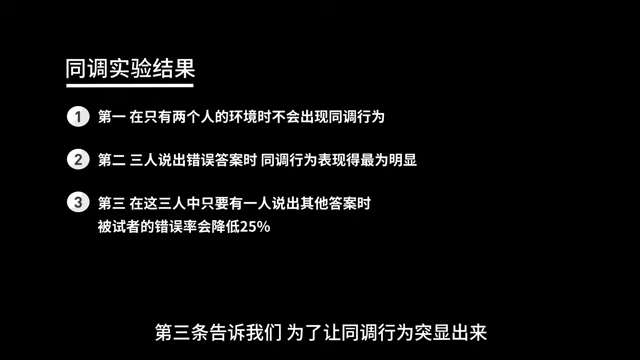 同调实验结果
1 第一 在只有两个人的环境时不会出现同调行为
2 第二 三人说出错误答案时 同调行为表现得最为明显
3 第三 在这三人中只要有一人说出其他答案时
被试者的错误率会降低25%
第三条告诉我们 为了让同调行为突显出来